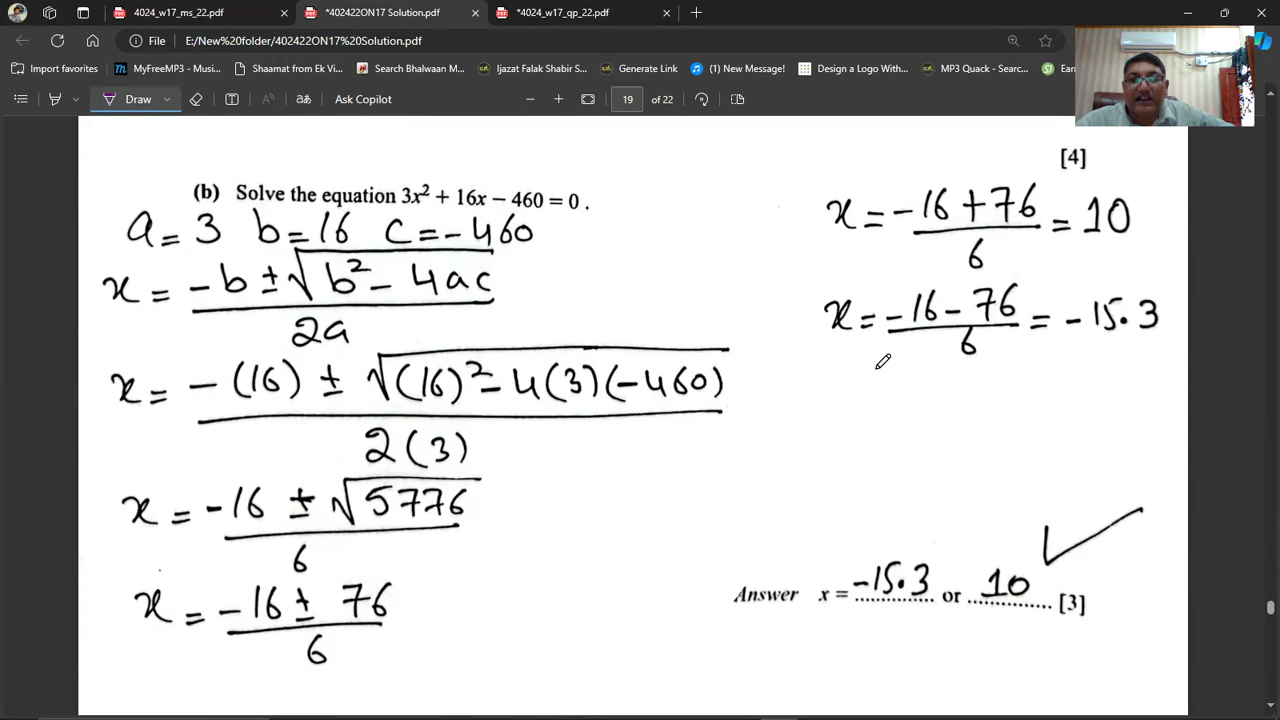 4024_w17_ms_22.pdf
*402422ON17 Solution.pdf
*4024_w17_qp_22.pdf
File E:/New%20folder/402422ON17%20Solution.pdf
Import favorites
MyFreeMP3 - Musi...
Shaamat from Ek Vi...
Search Bhalwaan M...
Ijazat Falak Shabir S...
Generate Link
(1) New Message!
Design a Logo With...
MP3 Quack - Searc...
Ear
Draw
Ask Copilot
19 of 22
[4]
(b) Solve the equation 3x² + 16x − 460 = 0 .
a = 3 b = 16 c = -460
x = -b ± √b² - 4ac
2a
x = -(16) ± √(16)² - 4(3)(-460)
2(3)
x = -16 ± √5776
6
x = -16 ± 76
6
x = -16 + 76 = 10
6
x = -16 - 76 = -15.3
6
Answer x = -15.3 or 10 [3]